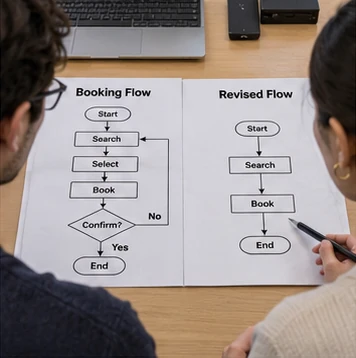 Booking Flow
Start
Search
Select
Book
Confirm?
No
Yes
End
Revised Flow
Start
Search
Book
End